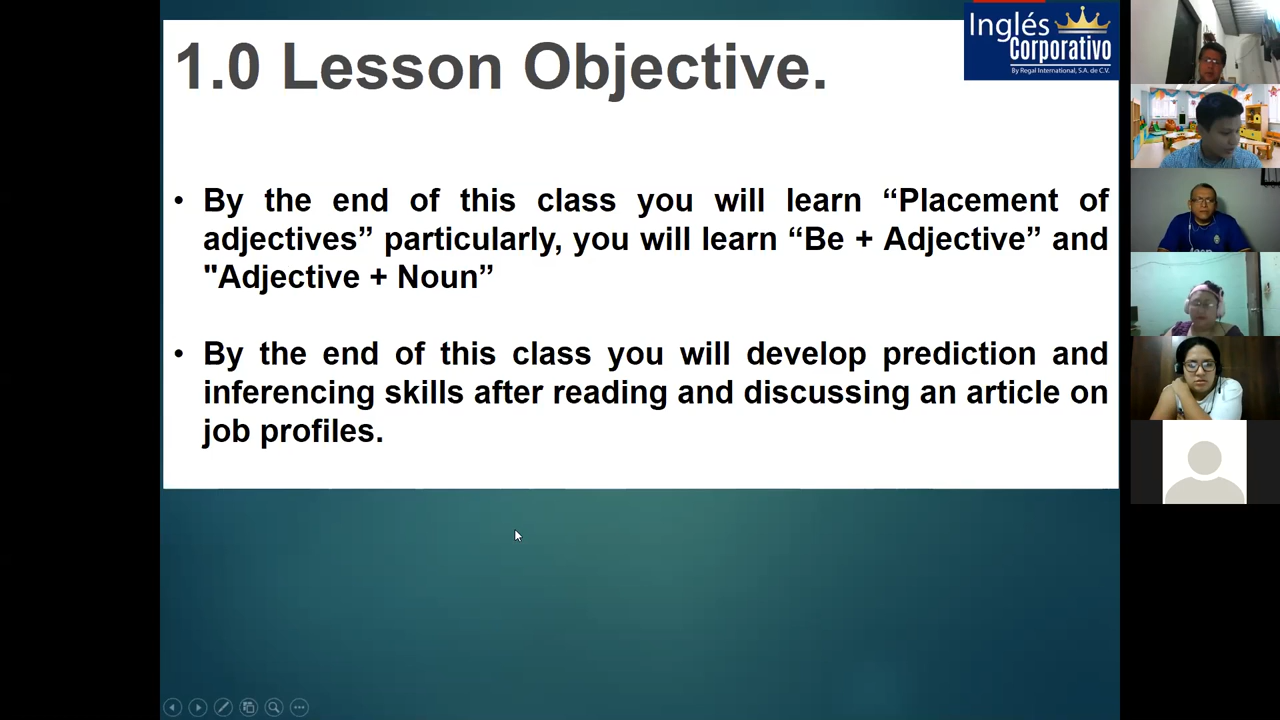 1.0 Lesson Objective.
Inglés
Corporativo
By Regal International, S.A. de C.V.
• By the end of this class you will learn “Placement of
adjectives” particularly, you will learn “Be + Adjective” and
"Adjective + Noun”
• By the end of this class you will develop prediction and
inferencing skills after reading and discussing an article on
job profiles.